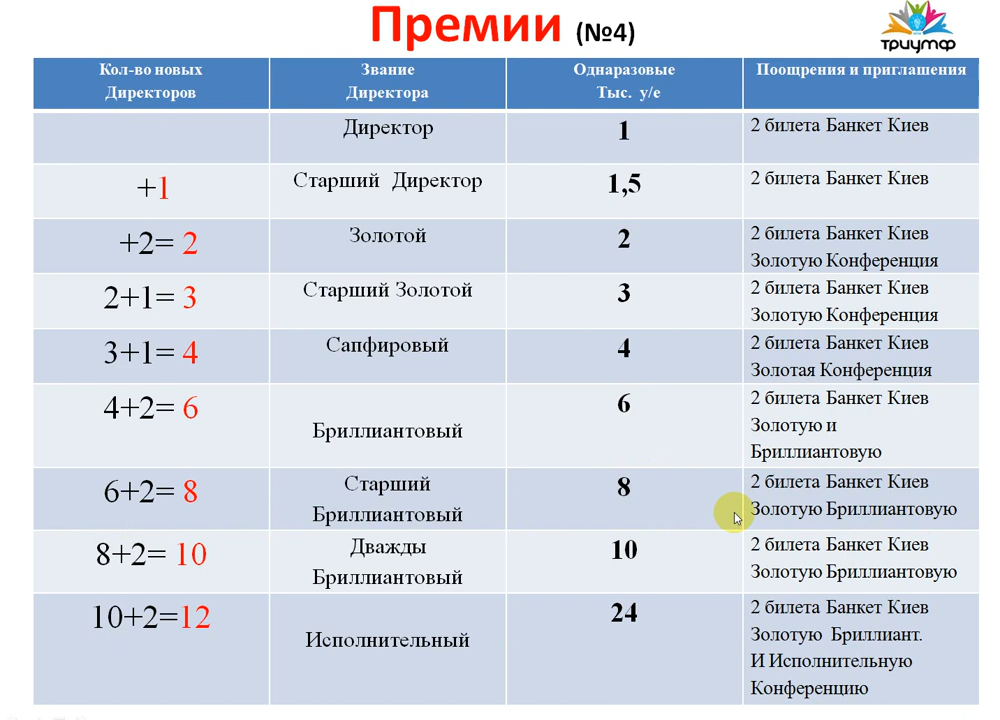 Премии (№4)
триумф
Кол-во новых
Директоров
Звание
Директора
Однаразовые
Тыс. у/е
Поощрения и приглашения
Директор
1
2 билета Банкет Киев
+1
Старший Директор
1,5
2 билета Банкет Киев
+2= 2
Золотой
2
2 билета Банкет Киев
Золотую Конференция
2+1= 3
Старший Золотой
3
2 билета Банкет Киев
Золотую Конференция
3+1= 4
Сапфировый
4
2 билета Банкет Киев
Золотая Конференция
4+2= 6
Бриллиантовый
6
2 билета Банкет Киев
Золотую и
Бриллиантовую
6+2= 8
Старший
Бриллиантовый
8
2 билета Банкет Киев
Золотую Бриллиантовую
8+2= 10
Дважды
Бриллиантовый
10
2 билета Банкет Киев
Золотую Бриллиантовую
10+2=12
Исполнительный
24
2 билета Банкет Киев
Золотую Бриллиант.
И Исполнительную
Конференцию